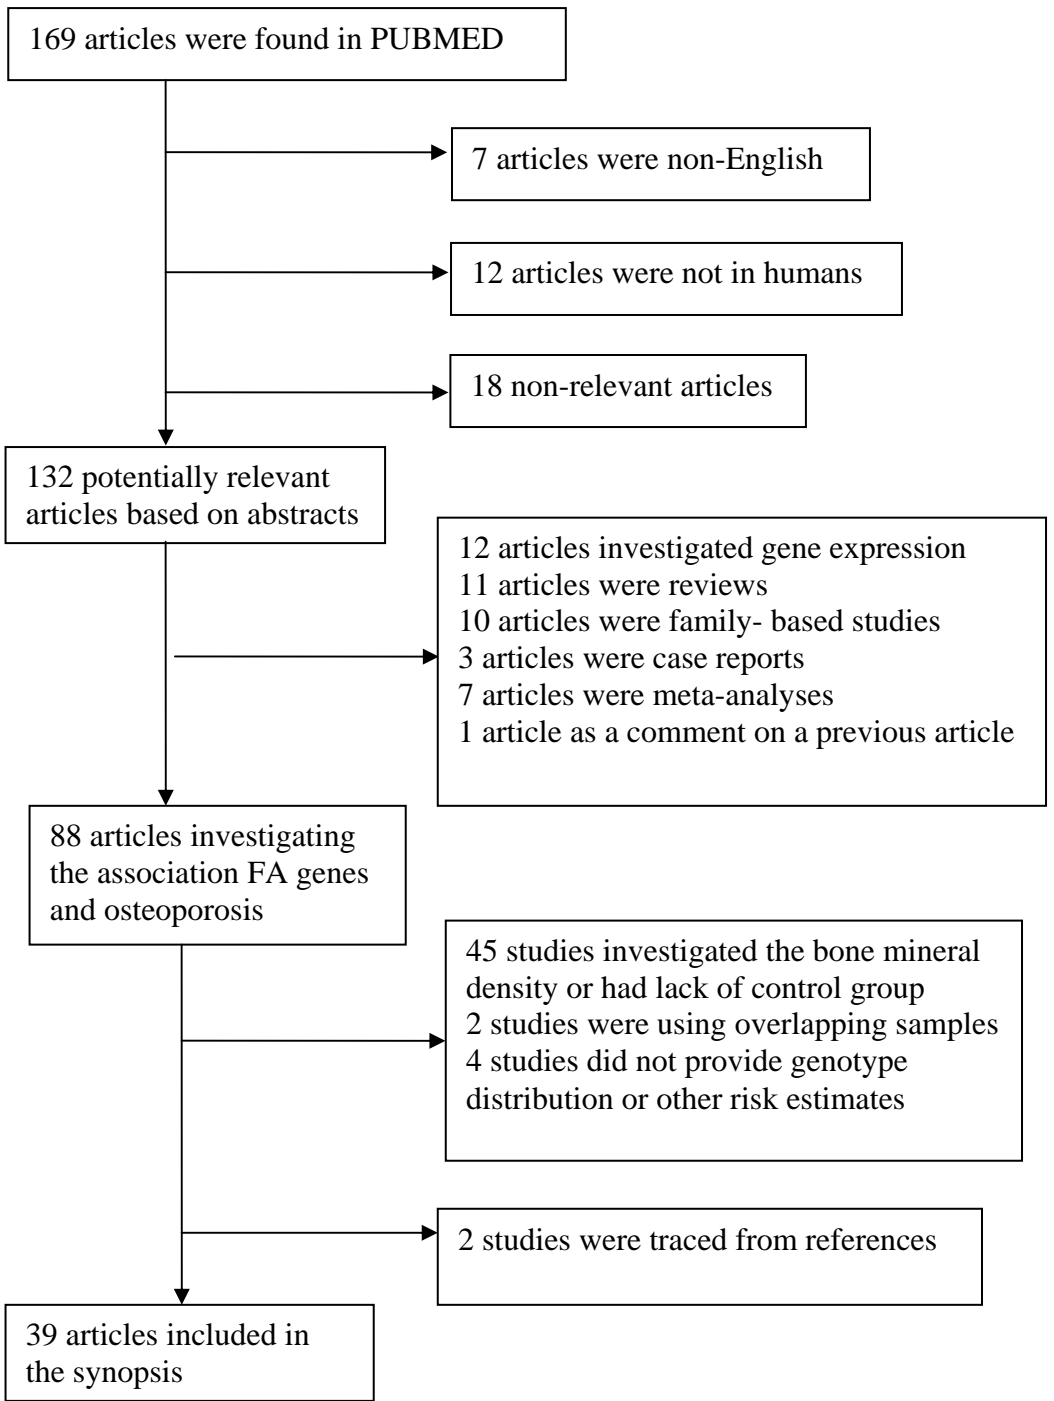 169 articles were found in PUBMED
7 articles were non-English
12 articles were not in humans
18 non-relevant articles
132 potentially relevant
articles based on abstracts
12 articles investigated gene expression
11 articles were reviews
10 articles were family- based studies
3 articles were case reports
7 articles were meta-analyses
1 article as a comment on a previous article
88 articles investigating
the association FA genes
and osteoporosis
45 studies investigated the bone mineral
density or had lack of control group
2 studies were using overlapping samples
4 studies did not provide genotype
distribution or other risk estimates
2 studies were traced from references
39 articles included in
the synopsis